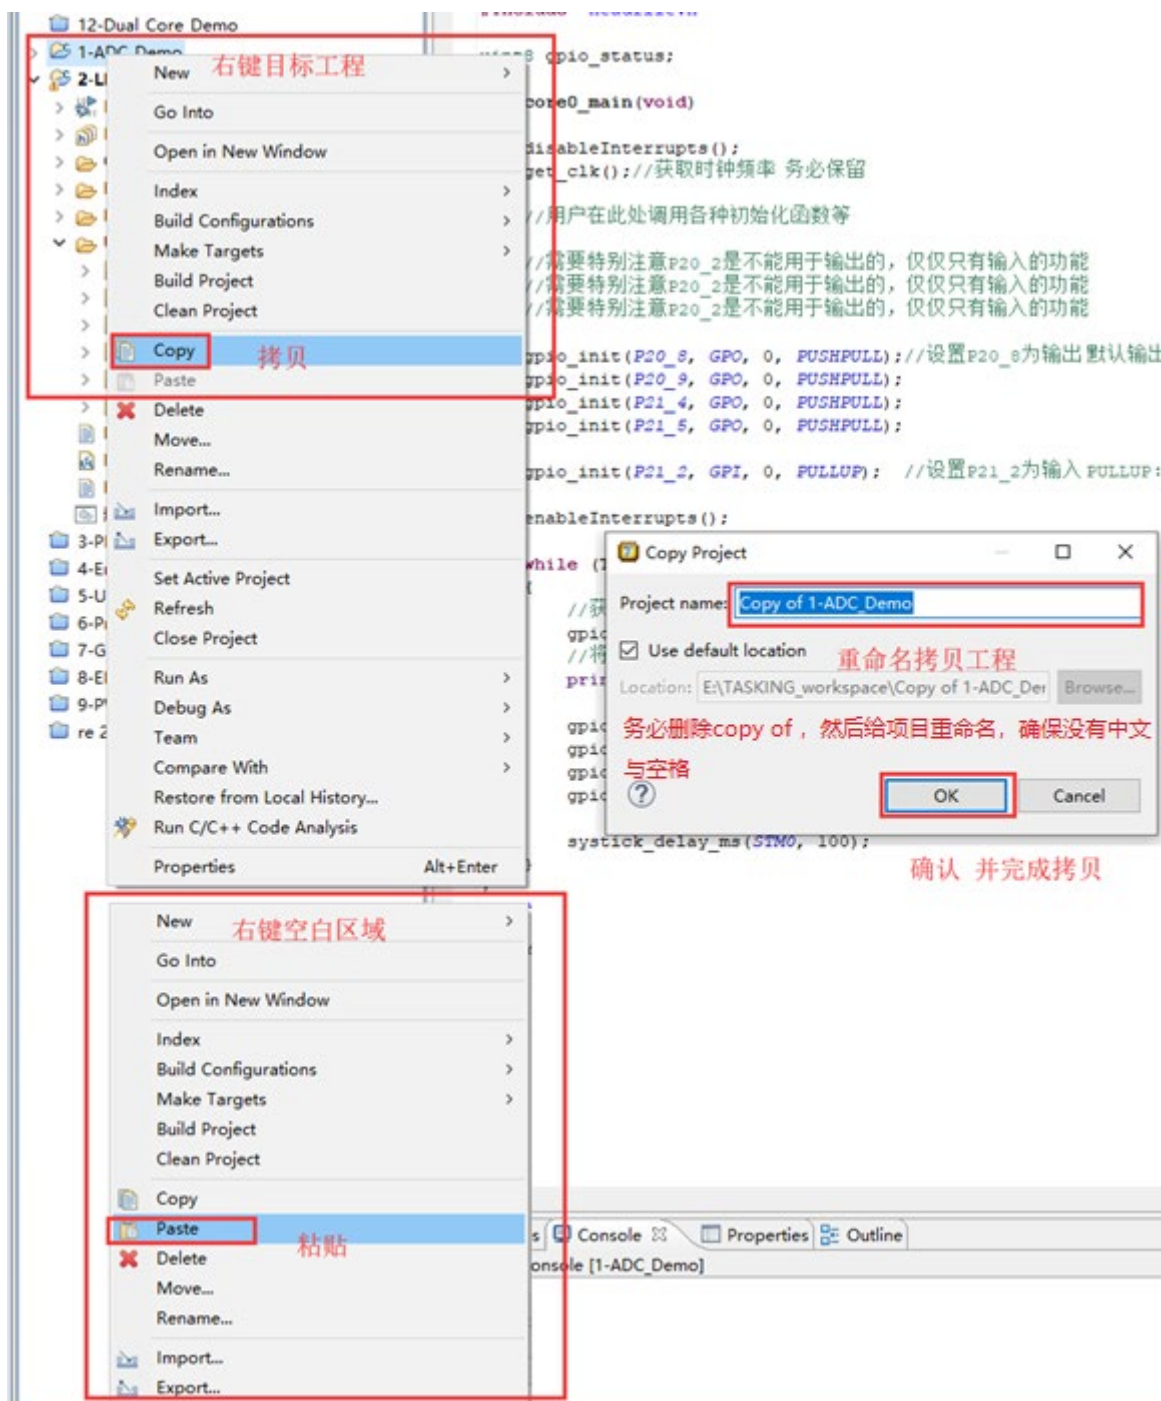 12-Dual Core Demo
1-ADC_Demo
2-LE
3-Pl
4-E
5-U
6-P
7-G
8-El
9-P
re 2
New
右键目标工程
Go Into
Open in New Window
Index
Build Configurations
Make Targets
Build Project
Clean Project
Copy
拷贝
Paste
Delete
Move...
Rename...
Import...
Export...
Set Active Project
Refresh
Close Project
Run As
Debug As
Team
Compare With
Restore from Local History...
Run C/C++ Code Analysis
Properties Alt+Enter
gpio_status;
core0_main(void)
disableInterrupts();
get_clk();//获取时钟频率 务必保留
//用户在此处调用各种初始化函数等
//需要特别注意P20_2是不能用于输出的，仅仅只有输入的功能
//需要特别注意P20_2是不能用于输出的，仅仅只有输入的功能
//需要特别注意P20_2是不能用于输出的，仅仅只有输入的功能
gpio_init(P20_8, GPO, 0, PUSHPULL);//设置P20_8为输出 默认输出
gpio_init(P20_9, GPO, 0, PUSHPULL);
gpio_init(P21_4, GPO, 0, PUSHPULL);
gpio_init(P21_5, GPO, 0, PUSHPULL);
gpio_init(P21_2, GPI, 0, PULLUP); //设置P21_2为输入 PULLUP:
enableInterrupts();
while (T
{
//获
gpio
//将
prin
gpio
gpio
gpio
gpio
systick_delay_ms(STM0, 100);
}
Copy Project
Project name: Copy of 1-ADC_Demo
Use default location
重命名拷贝工程
Location: E:\TASKING_workspace\Copy of 1-ADC_Der Browse...
务必删除copy of ，然后给项目重命名，确保没有中文
与空格
OK Cancel
确认 并完成拷贝
New
右键空白区域
Go Into
Open in New Window
Index
Build Configurations
Make Targets
Build Project
Clean Project
Copy
Paste
粘贴
Delete
Move...
Rename...
Import...
Export...
s Console Properties Outline
onsole [1-ADC_Demo]